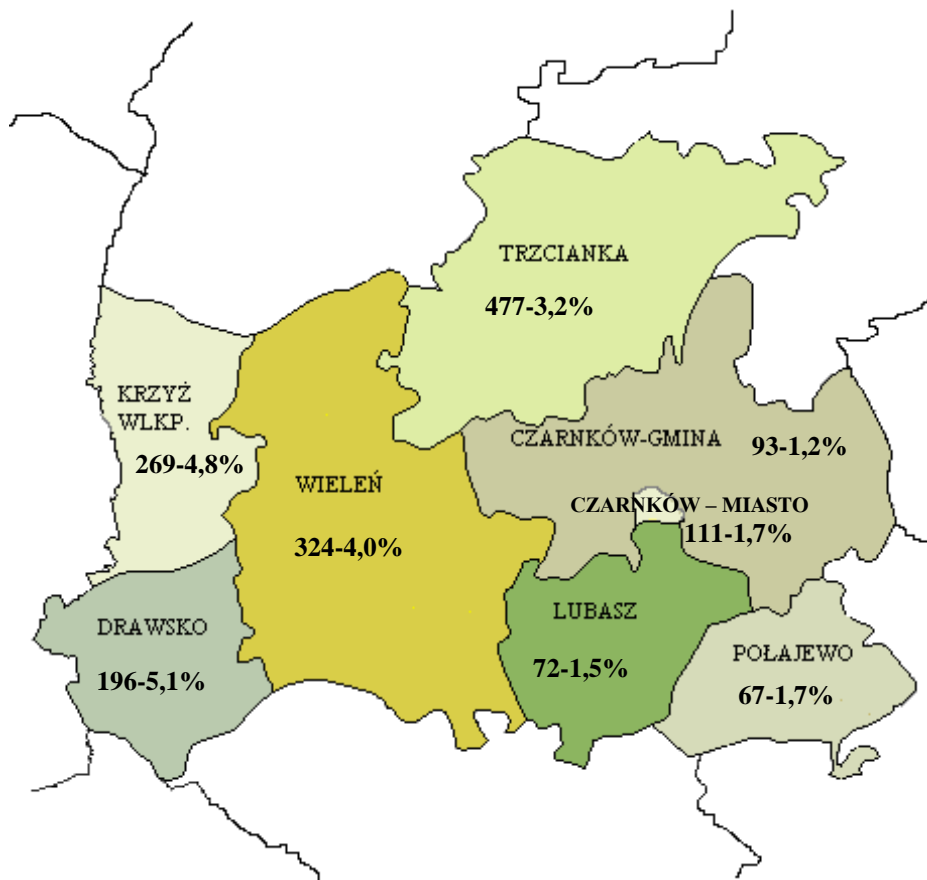 TRZCIANKA
477-3,2%
KRZYŻ
WLKP.
269-4,8%
CZARNKÓW-GMINA
93-1,2%
WIELEŃ
324-4,0%
CZARNKÓW – MIASTO
111-1,7%
DRAWSKO
196-5,1%
LUBASZ
72-1,5%
POŁAJEWO
67-1,7%